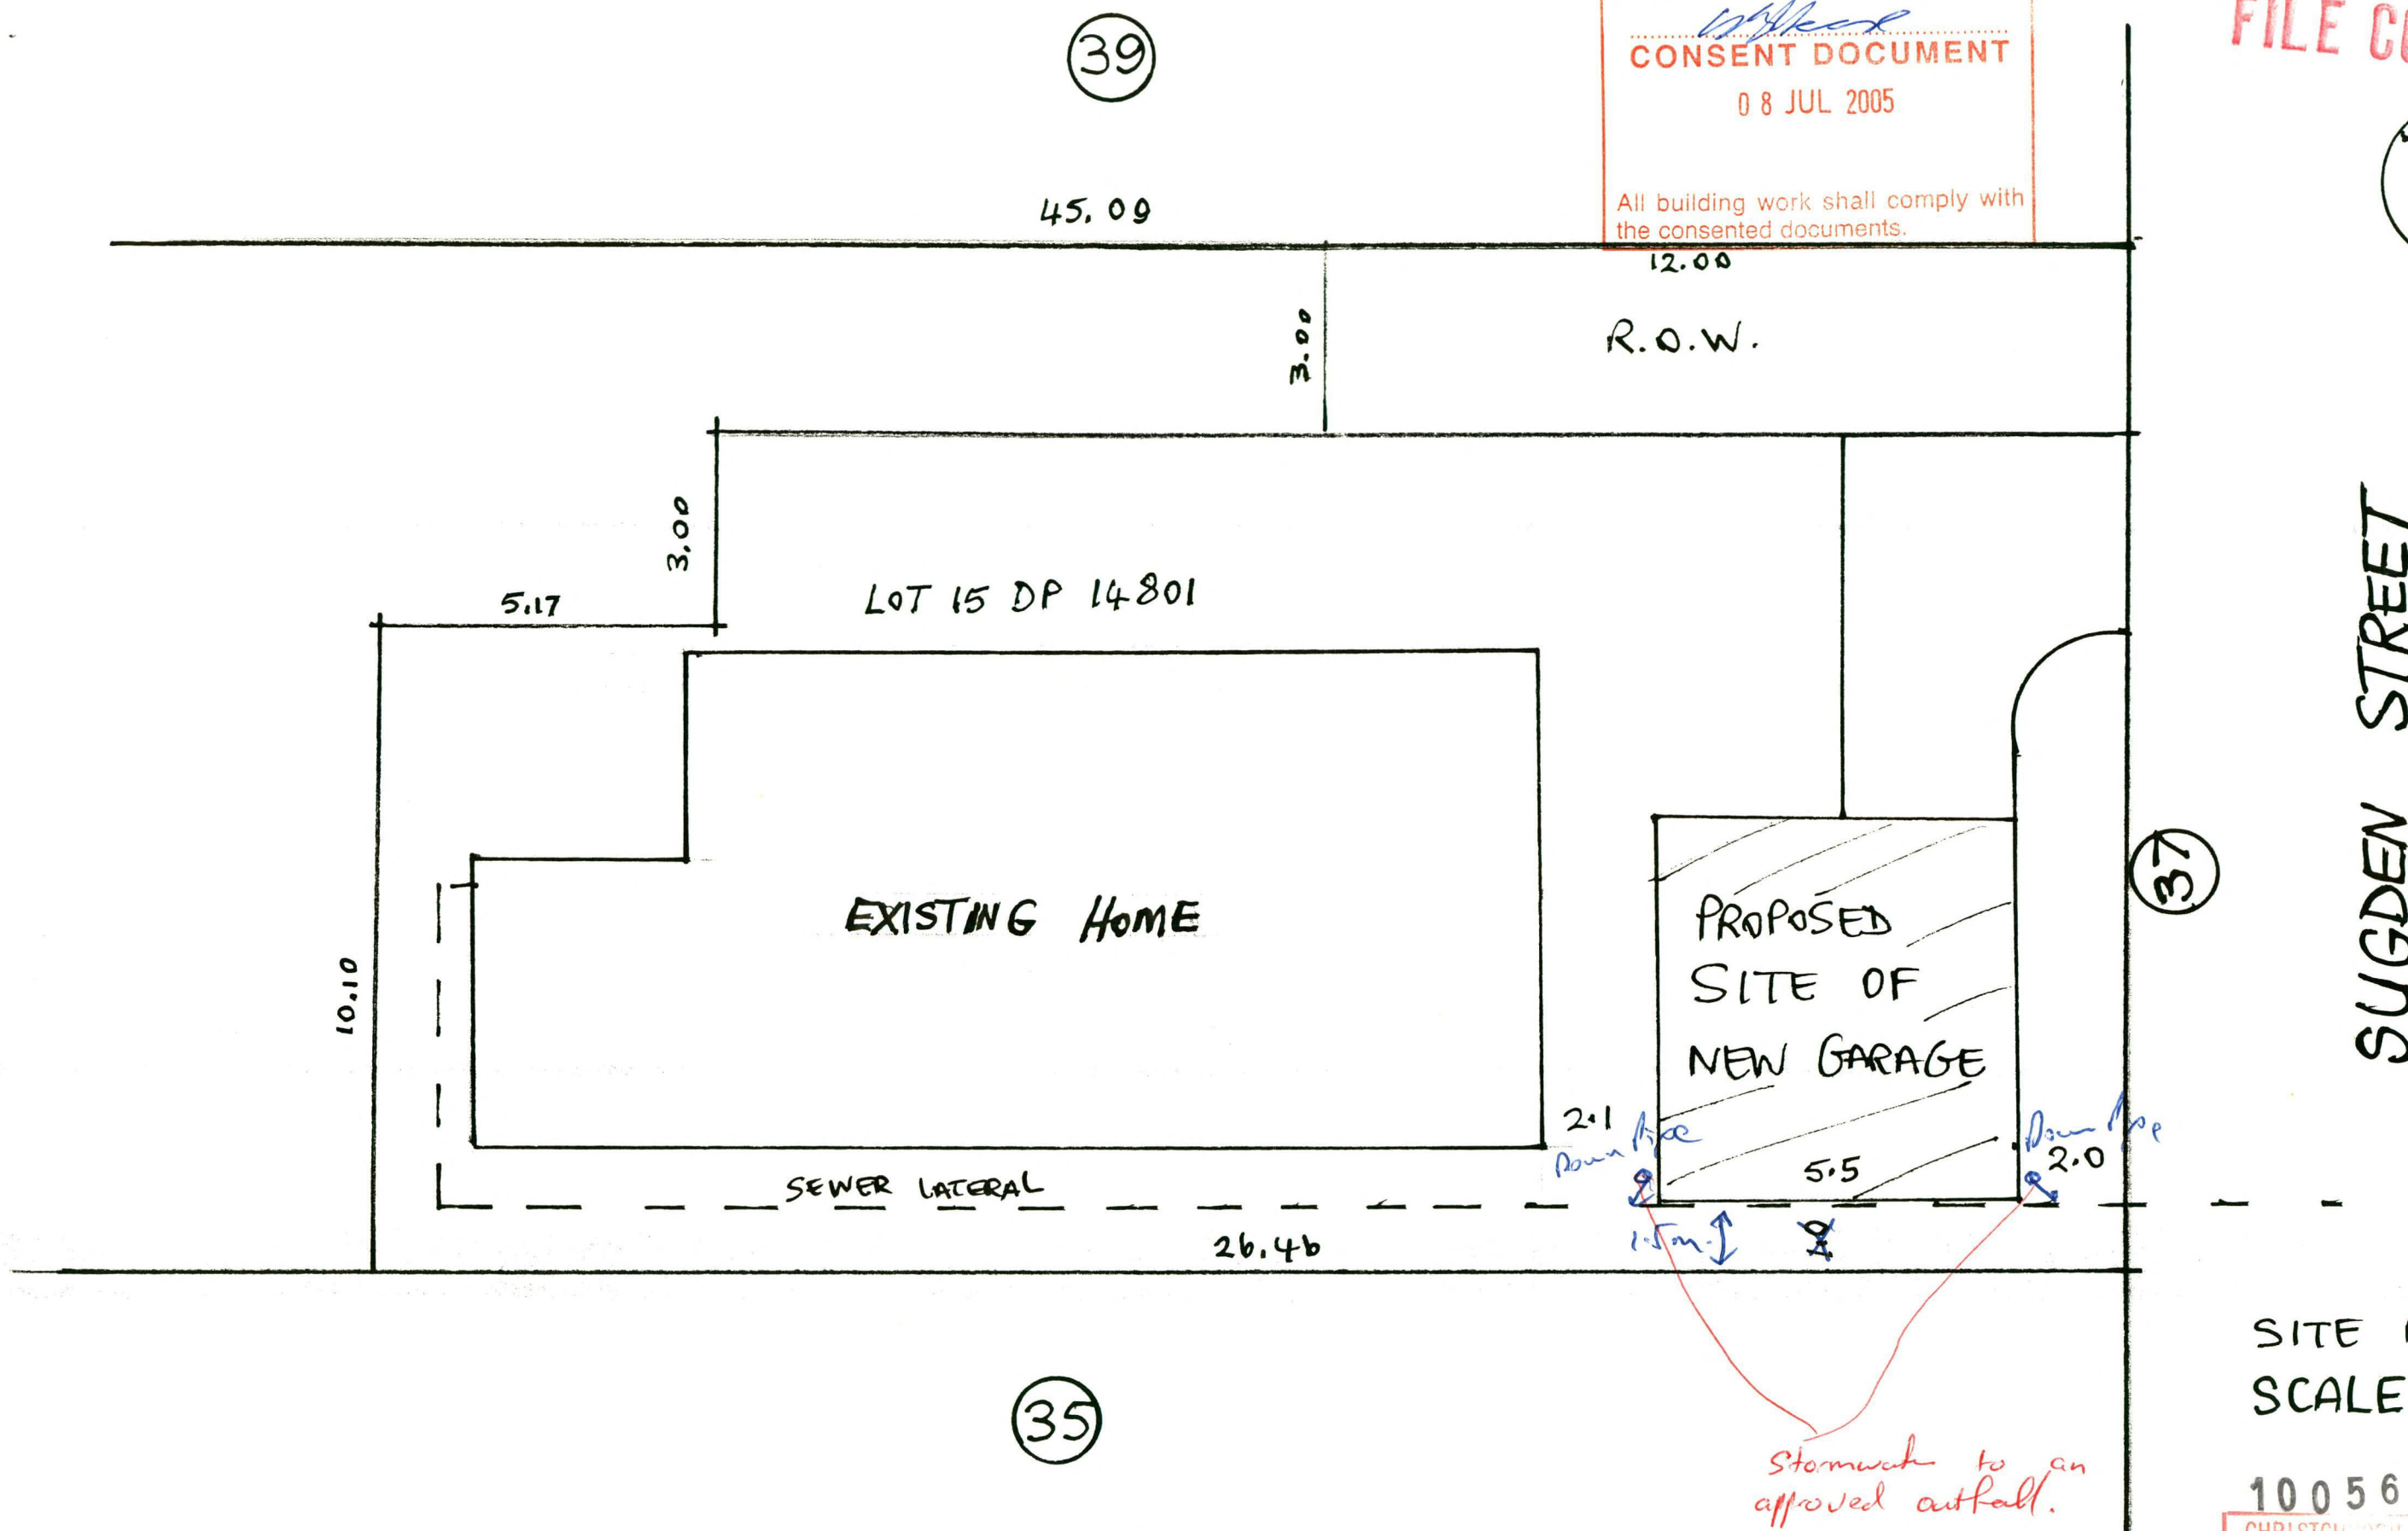 39
CONSENT DOCUMENT
08 JUL 2005
All building work shall comply with
the consented documents.
FILE
45.09
12.00
3.00
R.O.W.
3.00
5.17
LOT 15 DP 14801
SUGDEN STREET
37
EXISTING HOME
PROPOSED
SITE OF
NEW GARAGE
10.10
2.1
Down Pipe
Down Pipe
2.0
5.5
SEWER LATERAL
1.5m
26.46
35
SITE
SCALE
Stormwater to an
approved outfall.
10056